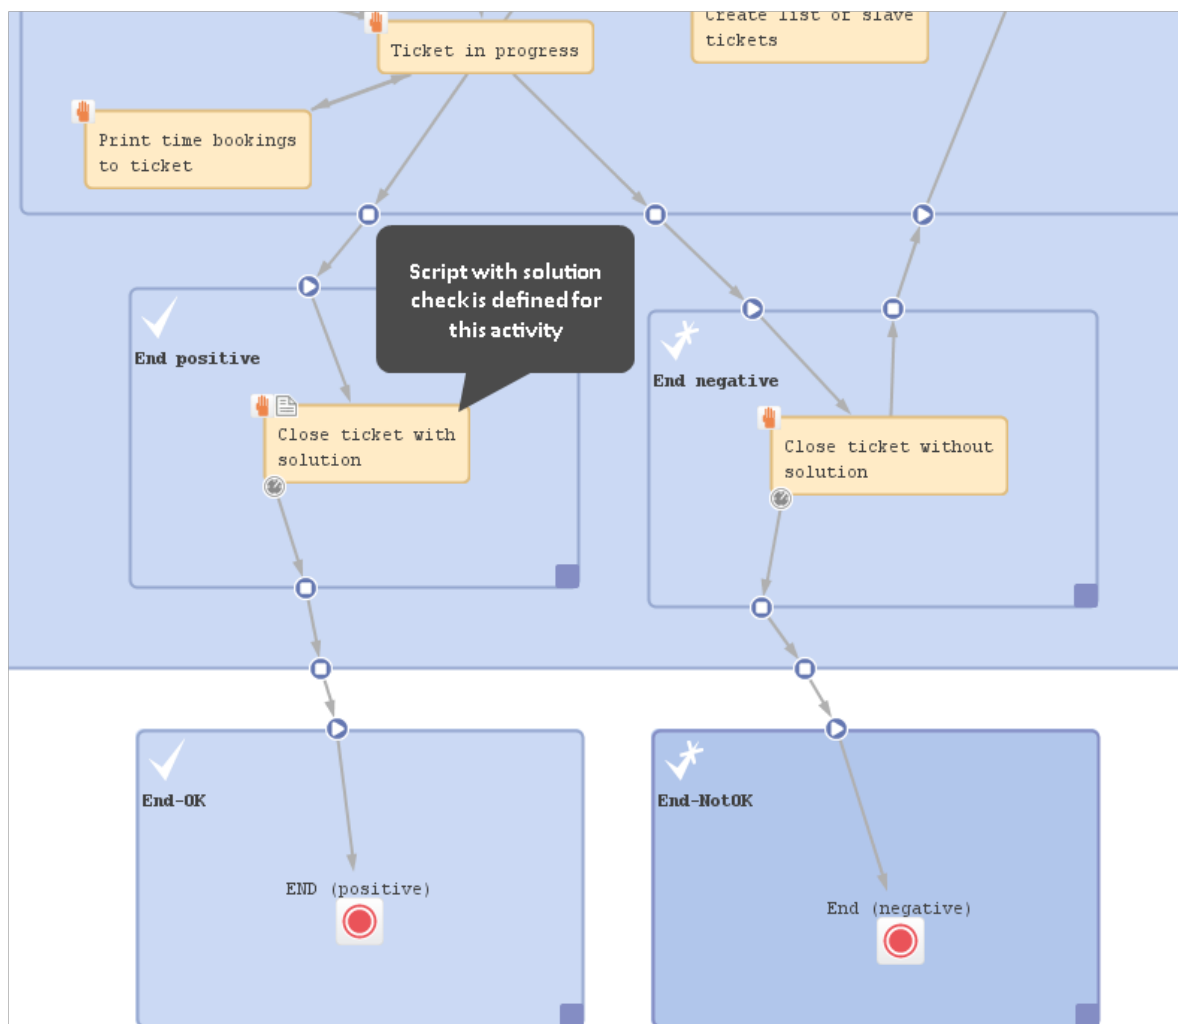 Create list of slave
tickets
Ticket in progress
Print time bookings
to ticket
Script with solution
check is defined for
this activity
End positive
End negative
Close ticket with
solution
Close ticket without
solution
End-OK
End-NotOK
END (positive)
End (negative)